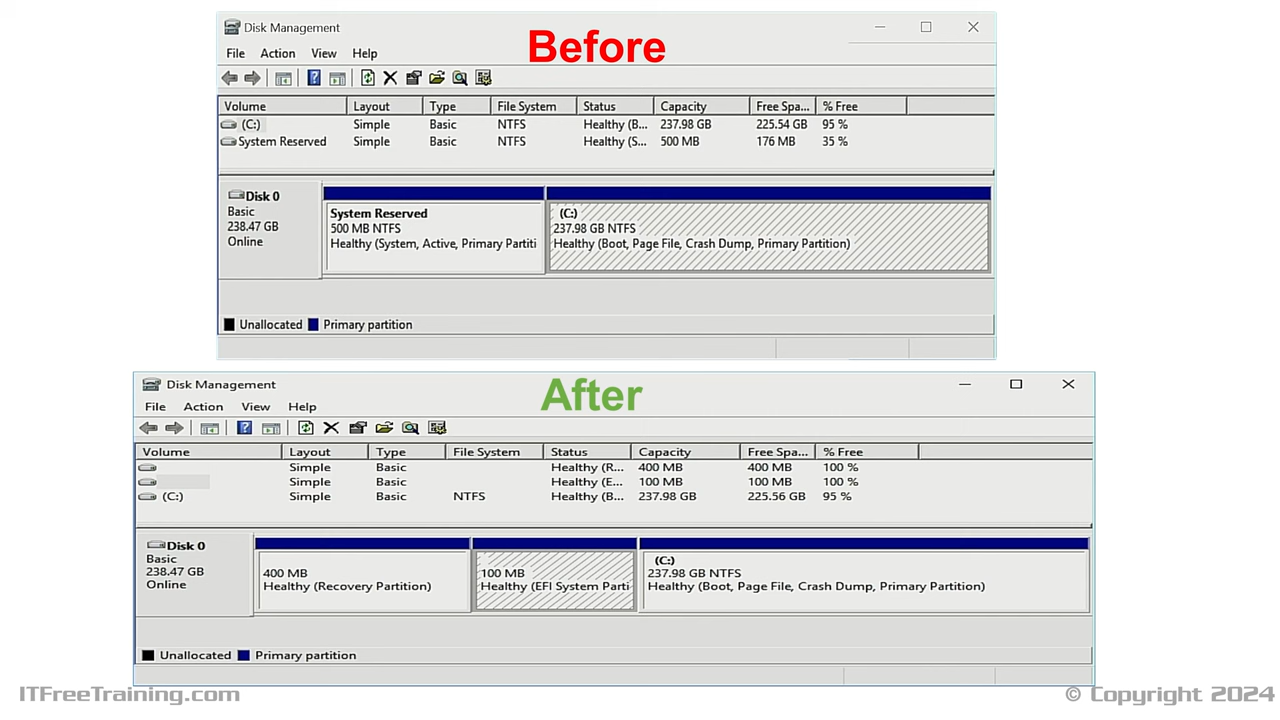 Disk Management
Before
File Action View Help
Volume Layout Type File System Status Capacity Free Spa... % Free
(C:) Simple Basic NTFS Healthy (B... 237.98 GB 225.54 GB 95 %
System Reserved Simple Basic NTFS Healthy (S... 500 MB 176 MB 35 %
Disk 0
Basic
238.47 GB
Online
System Reserved
500 MB NTFS
Healthy (System, Active, Primary Partiti
(C:)
237.98 GB NTFS
Healthy (Boot, Page File, Crash Dump, Primary Partition)
Unallocated Primary partition
Disk Management
After
File Action View Help
Volume Layout Type File System Status Capacity Free Spa... % Free
Simple Basic Healthy (R... 400 MB 400 MB 100 %
Simple Basic Healthy (E... 100 MB 100 MB 100 %
(C:) Simple Basic NTFS Healthy (B... 237.98 GB 225.56 GB 95 %
Disk 0
Basic
238.47 GB
Online
400 MB
Healthy (Recovery Partition)
100 MB
Healthy (EFI System Parti
(C:)
237.98 GB NTFS
Healthy (Boot, Page File, Crash Dump, Primary Partition)
Unallocated Primary partition
ITFreeTraining.com
© Copyright 2024